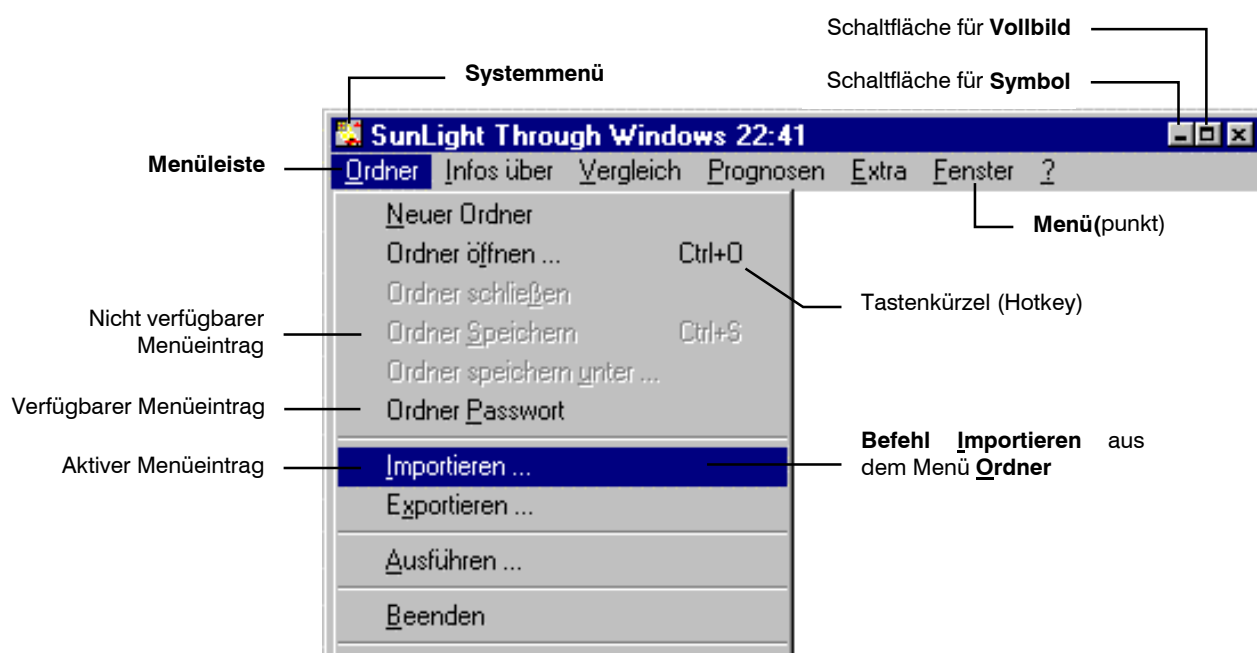 Schaltfläche für Vollbild
Systemmenü
Schaltfläche für Symbol
SunLight Through Windows 22:41
Menüleiste
Ordner Infos über Vergleich Prognosen Extra Fenster ?
Neuer Ordner
Menü(punkt)
Ordner öffnen ... Ctrl+O
Ordner schließen
Tastenkürzel (Hotkey)
Nicht verfügbarer
Menüeintrag
Ordner Speichern Ctrl+S
Ordner speichern unter ...
Verfügbarer Menüeintrag
Ordner Passwort
Aktiver Menüeintrag
Importieren ...
Befehl Importieren aus
dem Menü Ordner
Exportieren ...
Ausführen ...
Beenden